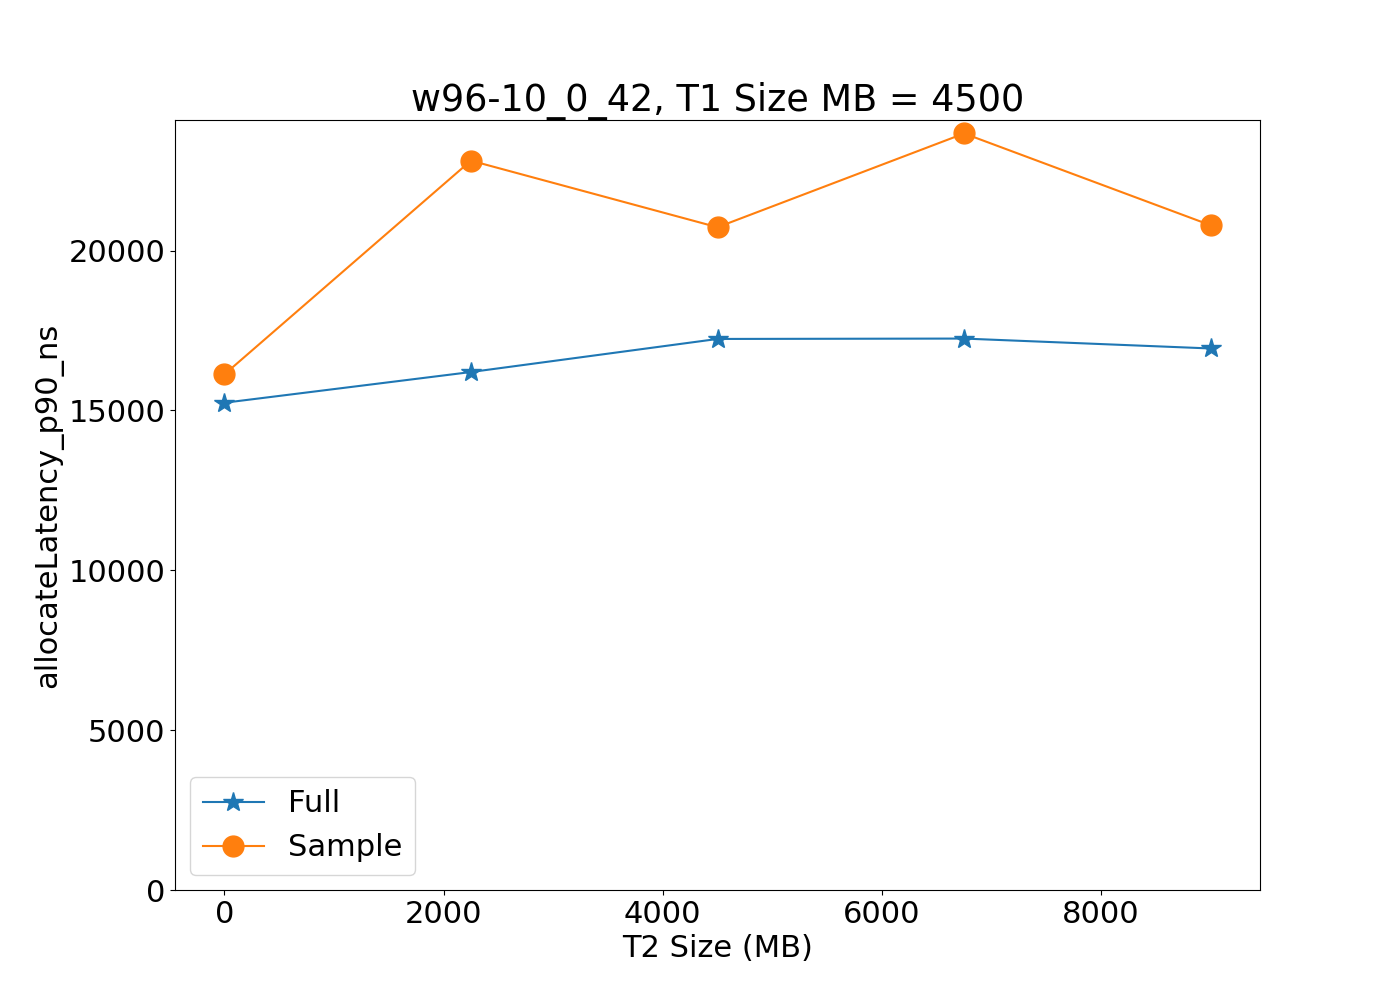 w96-10_0_42, T1 Size MB = 4500
allocateLatency_p90_ns
20000
15000
10000
5000
0
Full
Sample
0 2000 4000 6000 8000
T2 Size (MB)